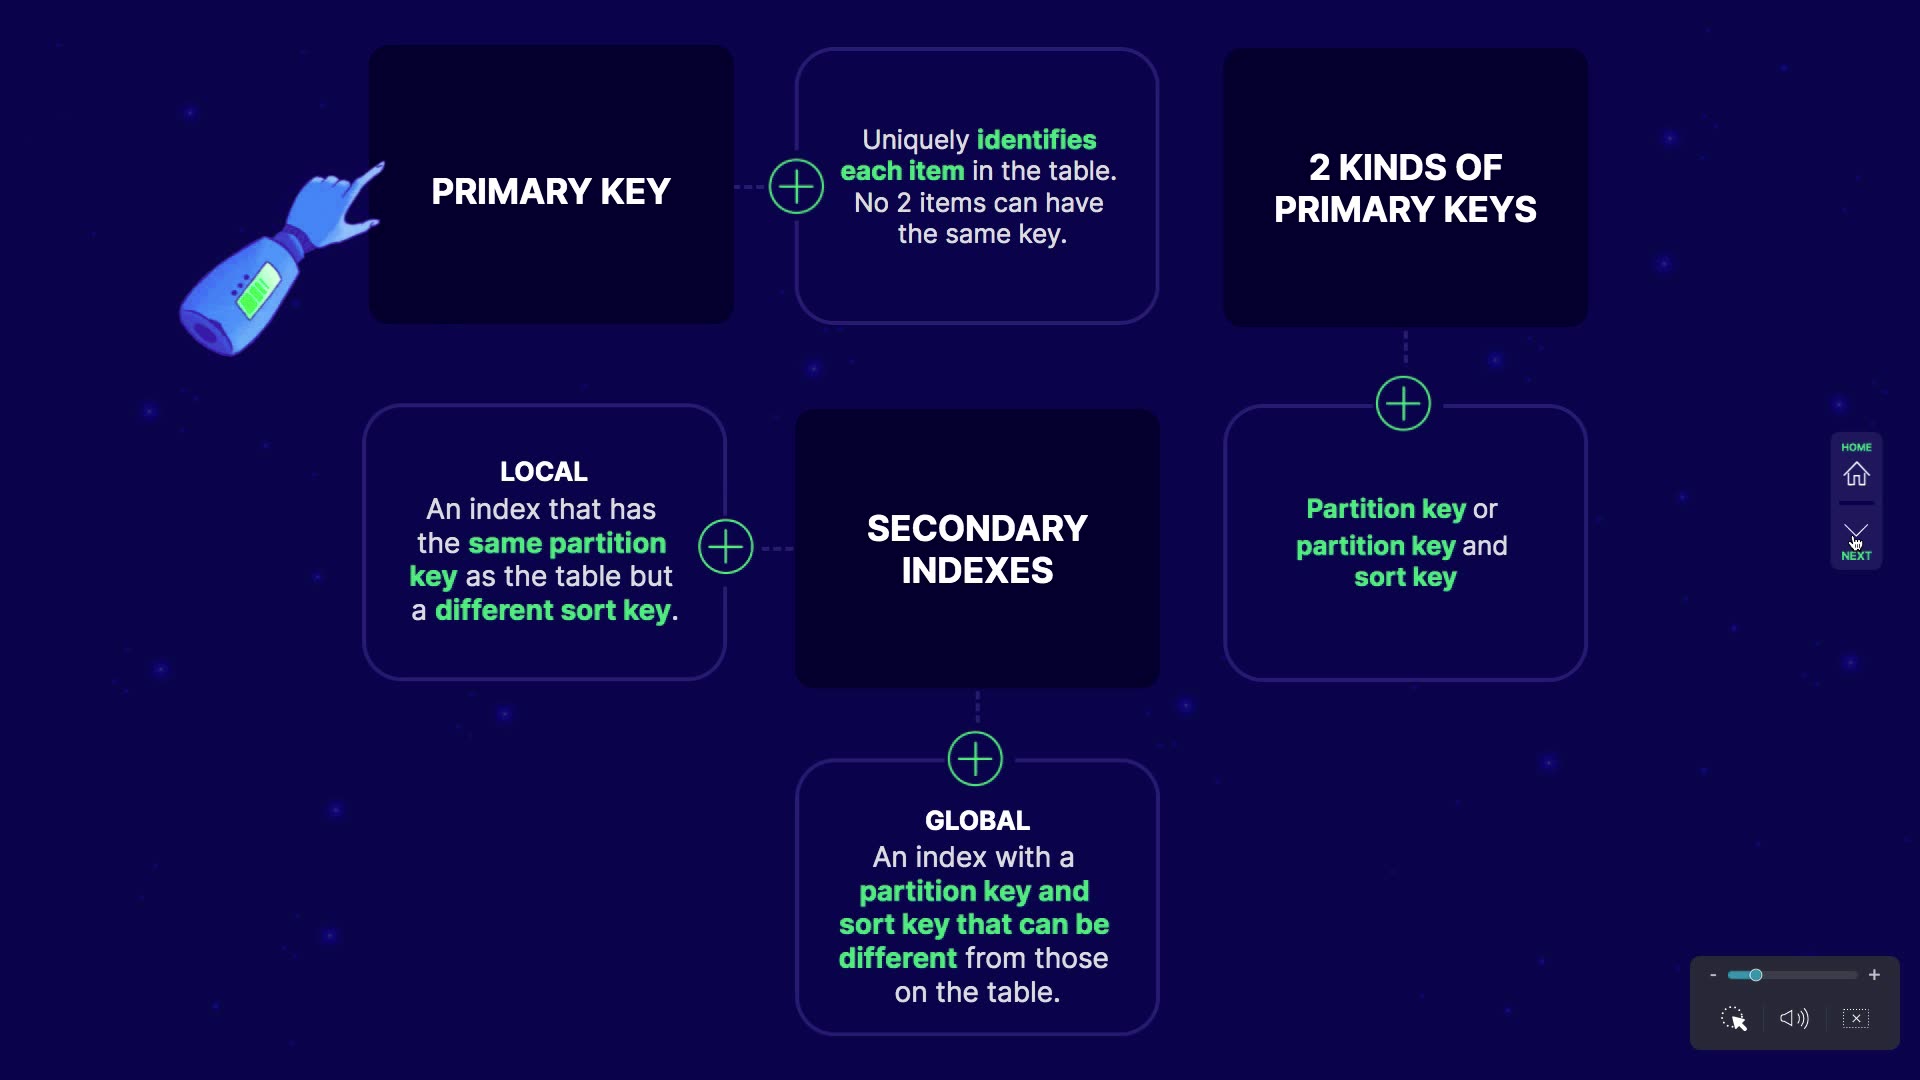 PRIMARY KEY
Uniquely identifies
each item in the table.
No 2 items can have
the same key.
2 KINDS OF
PRIMARY KEYS
Partition key or
partition key and
sort key
SECONDARY
INDEXES
LOCAL
An index that has
the same partition
key as the table but
a different sort key.
GLOBAL
An index with a
partition key and
sort key that can be
different from those
on the table.
HOME
NEXT
- +